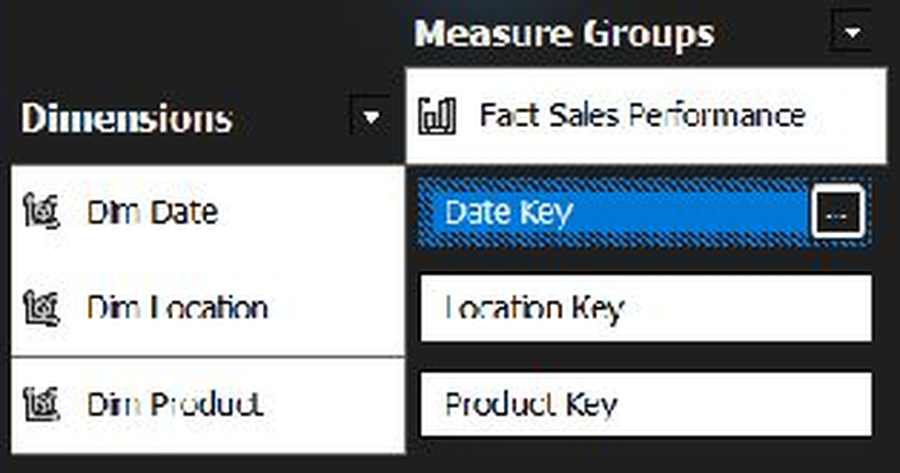 Measure Groups
Dimensions
Fact Sales Performance
Dim Date
Date Key
...
Dim Location
Location Key
Dim Product
Product Key